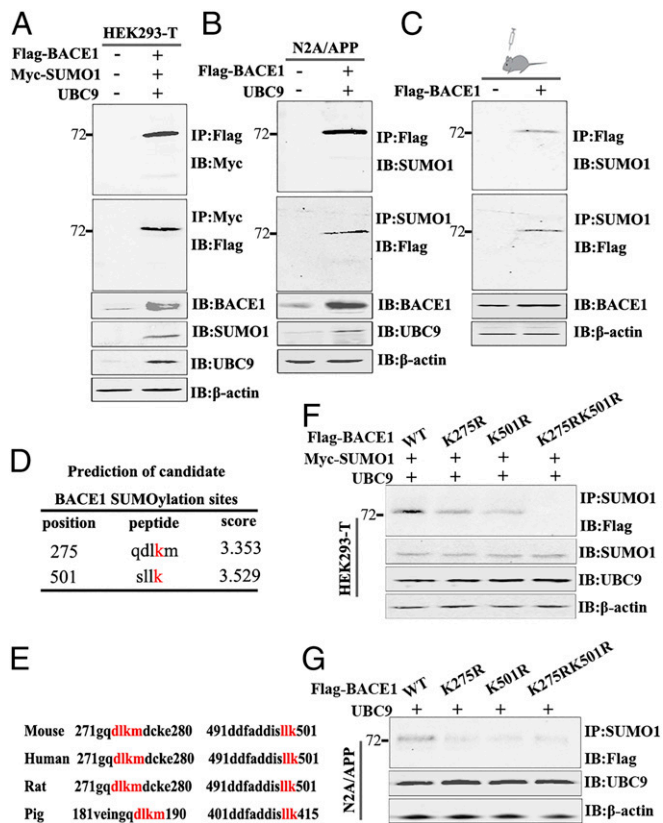 A
HEK293-T
Flag-BACE1 - +
Myc-SUMO1 - +
UBC9 - +
72
IP:Flag
IB:Myc
72
IP:Myc
IB:Flag
IB:BACE1
IB:SUMO1
IB:UBC9
IB:β-actin
B
N2A/APP
Flag-BACE1 - +
UBC9 - +
72
IP:Flag
IB:SUMO1
72
IP:SUMO1
IB:Flag
IB:BACE1
IB:UBC9
IB:β-actin
C
Flag-BACE1 - +
72
IP:Flag
IB:SUMO1
72
IP:SUMO1
IB:Flag
IB:BACE1
IB:β-actin
D
Prediction of candidate
BACE1 SUMOylation sites
position peptide score
275 qdlkm 3.353
501 sllk 3.529
E
Mouse 271gqdlkmdcke280 491ddfaddisllk501
Human 271gqdlkmdcke280 491ddfaddisllk501
Rat 271gqdlkmdcke280 491ddfaddisllk501
Pig 181veingqdlkm190 401ddfddisllk415
F
Flag-BACE1 WT K275R K501R K275RK501R
Myc-SUMO1 + + + +
UBC9 + + + +
HEK293-T
72
IP:SUMO1
IB:Flag
IB:SUMO1
IB:UBC9
IB:β-actin
G
Flag-BACE1 WT K275R K501R K275RK501R
UBC9 + + + +
N2A/APP
72
IP:SUMO1
IB:Flag
IB:UBC9
IB:β-actin